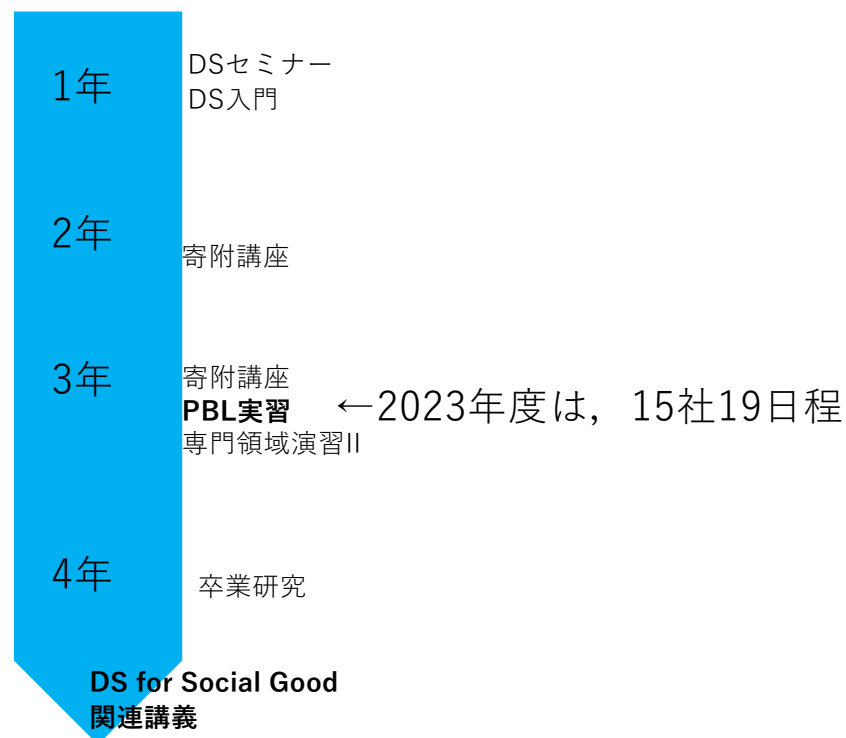 1年
DSセミナー
DS入門
2年
寄附講座
3年
寄附講座
PBL実習
←2023年度は，15社19日程
専門領域演習II
4年
卒業研究
DS for Social Good
関連講義